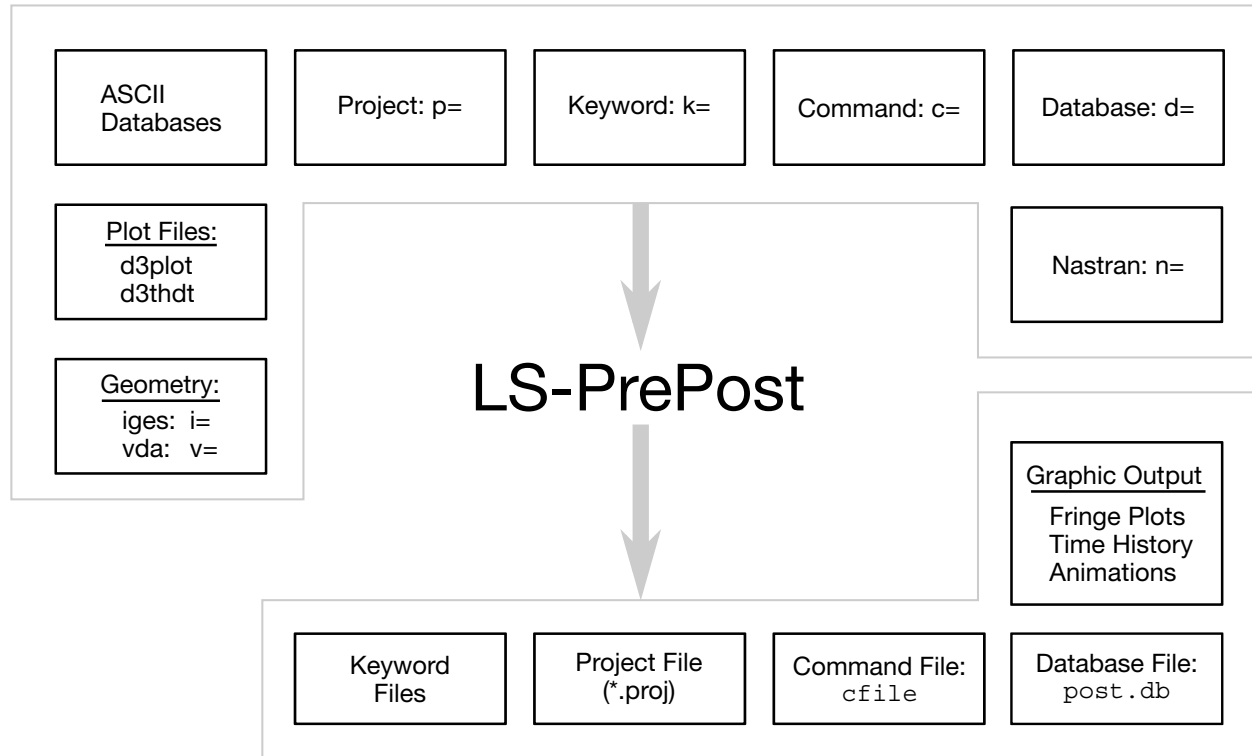 ASCII
Databases
Project: p=
Keyword: k=
Command: c=
Database: d=
Plot Files:
d3plot
d3thdt
Nastran: n=
Geometry:
iges: i=
vda: v=
LS-PrePost
Graphic Output
Fringe Plots
Time History
Animations
Keyword
Files
Project File
(*.proj)
Command File:
cfile
Database File:
post.db